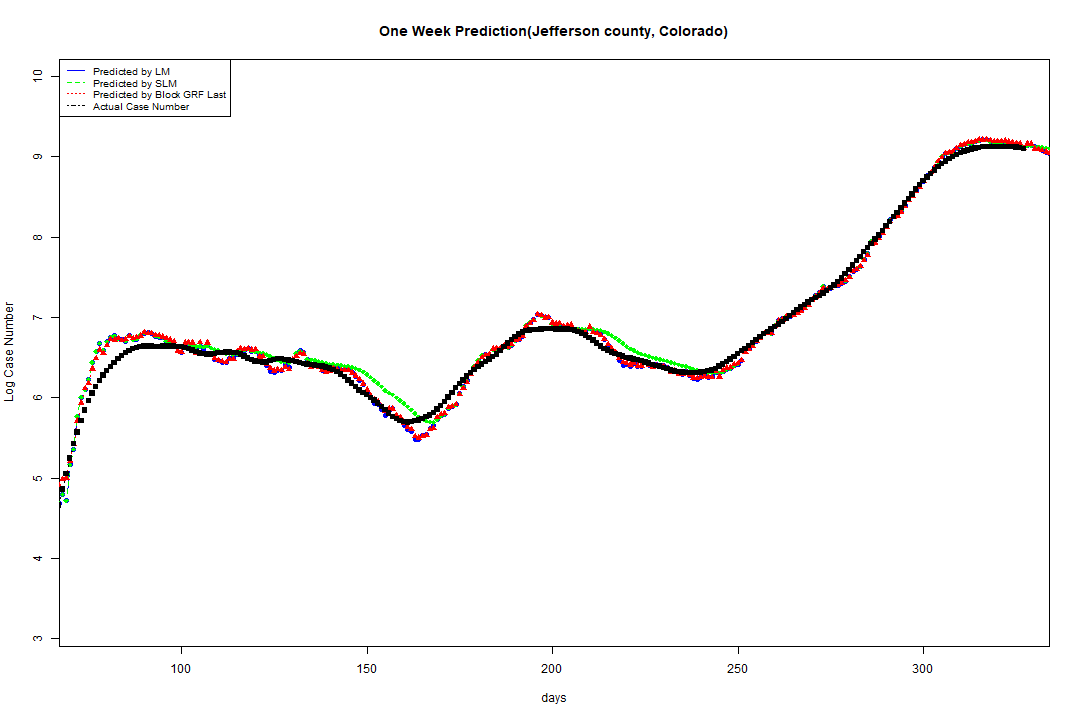 One Week Prediction(Jefferson county, Colorado)
Predicted by LM
Predicted by SLM
Predicted by Block GRF Last
Actual Case Number
10
9
8
7
6
5
4
3
Log Case Number
100 150 200 250 300
days